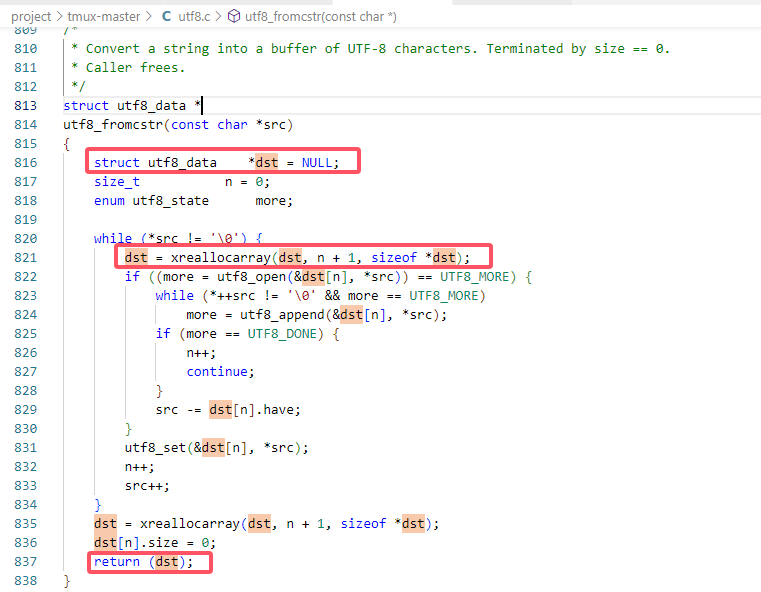 project > tmux-master > C utf8.c > utf8_fromcstr(const char *)
809 /*
810  * Convert a string into a buffer of UTF-8 characters. Terminated by size == 0.
811  * Caller frees.
812  */
813 struct utf8_data *
814 utf8_fromcstr(const char *src)
815 {
816     struct utf8_data    *dst = NULL;
817     size_t           n = 0;
818     enum utf8_state      more;
819
820     while (*src != '\0') {
821         dst = xreallocarray(dst, n + 1, sizeof *dst);
822         if ((more = utf8_open(&dst[n], *src)) == UTF8_MORE) {
823             while (*++src != '\0' && more == UTF8_MORE)
824                 more = utf8_append(&dst[n], *src);
825             if (more == UTF8_DONE) {
826                 n++;
827                 continue;
828             }
829             src -= dst[n].have;
830         }
831         utf8_set(&dst[n], *src);
832         n++;
833         src++;
834     }
835     dst = xreallocarray(dst, n + 1, sizeof *dst);
836     dst[n].size = 0;
837     return (dst);
838 }